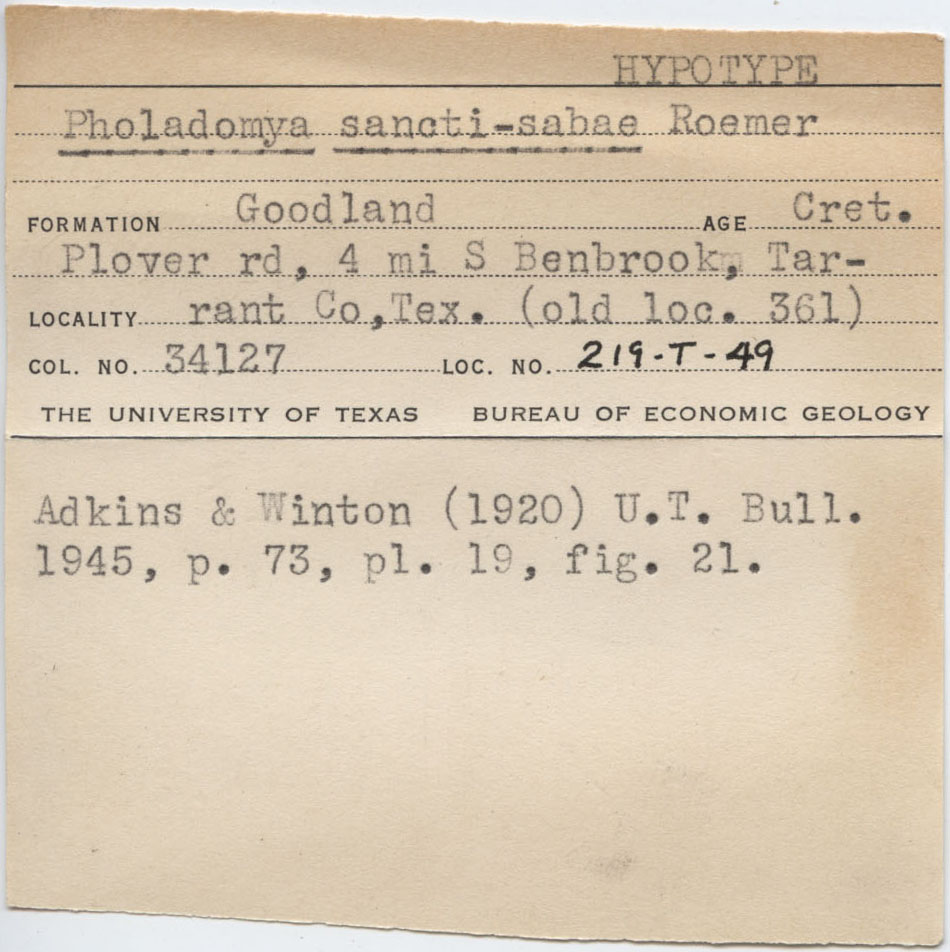 HYPOTYPE
Pholadomya sancti-sabae Roemer
FORMATION Goodland AGE Cret.
Plover rd, 4 mi S Benbrook, Tar-
LOCALITY rant Co,Tex. (old loc. 361)
COL. NO. 34127 LOC. NO. 219-T-49
THE UNIVERSITY OF TEXAS BUREAU OF ECONOMIC GEOLOGY
Adkins & Winton (1920) U.T. Bull.
1945, p. 73, pl. 19, fig. 21.